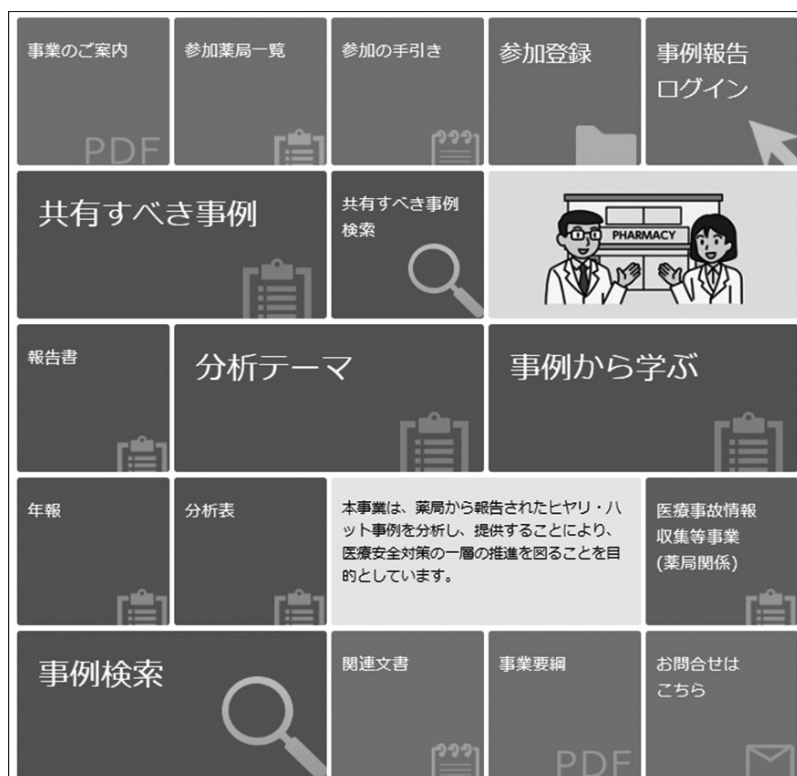 事業のご案内
PDF
参加薬局一覧
参加の手引き
参加登録
事例報告
ログイン
共有すべき事例
共有すべき事例
検索
PHARMACY
報告書
分析テーマ
事例から学ぶ
年報
分析表
本事業は、薬局から報告されたヒヤリ・ハ
ット事例を分析し、提供することにより、
医療安全対策の一層の推進を図ることを目
的としています。
医療事故情報
収集等事業
(薬局関係)
事例検索
関連文書
事業要綱
PDF
お問合せは
こちら